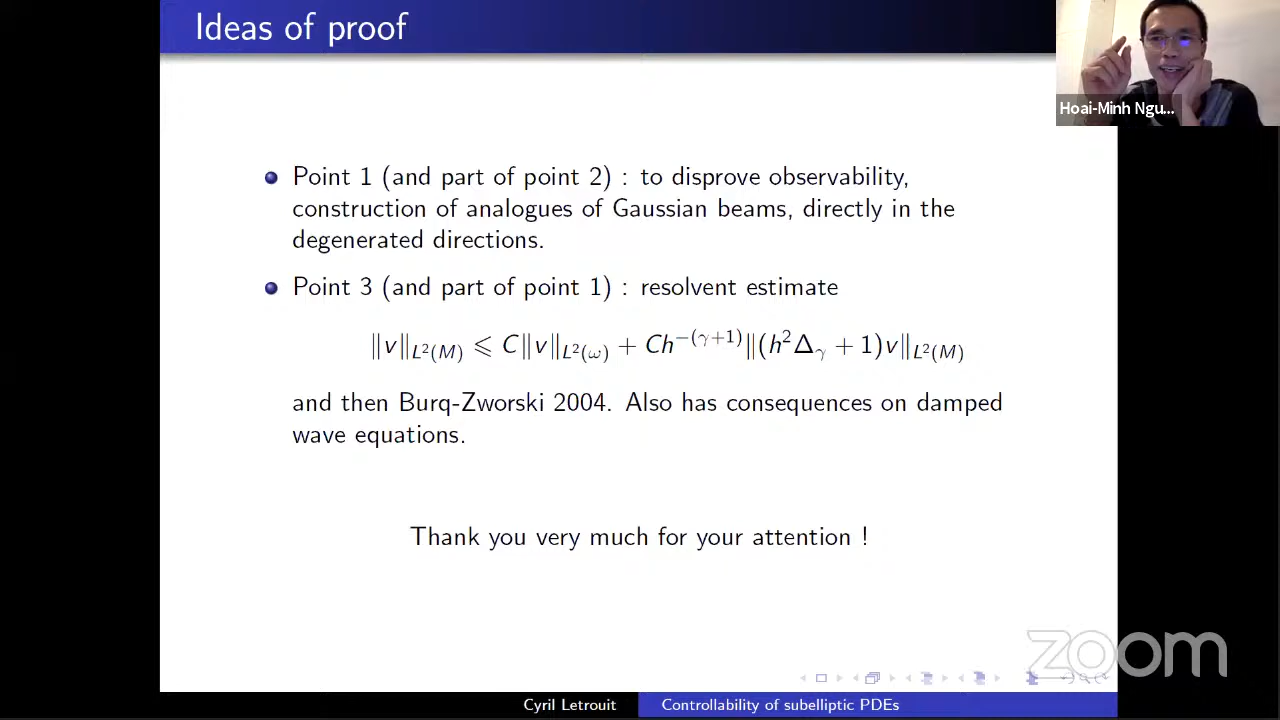 Ideas of proof
Hoai-Minh Ngu...
Point 1 (and part of point 2) : to disprove observability,
construction of analogues of Gaussian beams, directly in the
degenerated directions.
Point 3 (and part of point 1) : resolvent estimate
‖v‖_{L²(M)} ⩽ C‖v‖_{L²(ω)} + Ch^{−(γ+1)}‖(h²Δ_γ + 1)v‖_{L²(M)}
and then Burq-Zworski 2004. Also has consequences on damped
wave equations.
Thank you very much for your attention !
zoom
Cyril Letrouit
Controllability of subelliptic PDEs